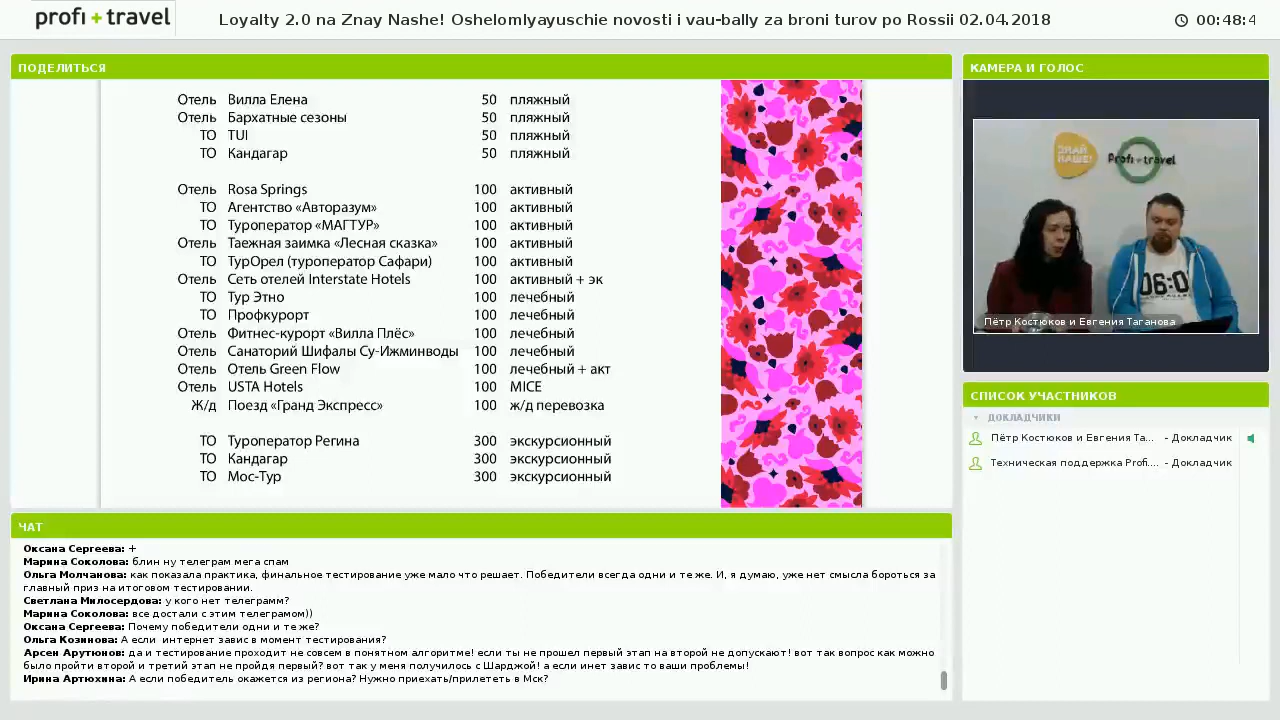 profi + travel
Loyalty 2.0 na Znay Nashe! Oshelomlyayuschie novosti i vau-bally za broni turov po Rossii 02.04.2018
00:48:4
ПОДЕЛИТЬСЯ
Отель Вилла Елена 50 пляжный
Отель Бархатные сезоны 50 пляжный
ТО TUI 50 пляжный
ТО Кандагар 50 пляжный
Отель Rosa Springs 100 активный
ТО Агентство «Авторазум» 100 активный
ТО Туроператор «МАГТУР» 100 активный
Отель Таежная заимка «Лесная сказка» 100 активный
ТО ТурОрел (туроператор Сафари) 100 активный
Отель Сеть отелей Interstate Hotels 100 активный + эк
ТО Тур Этно 100 лечебный
ТО Профкурорт 100 лечебный
Отель Фитнес-курорт «Вилла Плёс» 100 лечебный
Отель Санаторий Шифалы Су-Ижминводы 100 лечебный
Отель Отель Green Flow 100 лечебный + акт
Отель USTA Hotels 100 MICE
Ж/д Поезд «Гранд Экспресс» 100 ж/д перевозка
ТО Туроператор Регина 300 экскурсионный
ТО Кандагар 300 экскурсионный
ТО Мос-Тур 300 экскурсионный
КАМЕРА И ГОЛОС
ЗНАЙ
НАШЕ!
Profi + travel
06:0
Пётр Костюков и Евгения Таганова
СПИСОК УЧАСТНИКОВ
ДОКЛАДЧИКИ
Пётр Костюков и Евгения Та... - Докладчик
Техническая поддержка Profi.... - Докладчик
ЧАТ
Оксана Сергеева: +
Марина Соколова: блин ну телеграм мега спам
Ольга Молчанова: как показала практика, финальное тестирование уже мало что решает. Победители всегда одни и те же. И, я думаю, уже нет смысла бороться за
главный приз на итоговом тестировании.
Светлана Милосердова: у кого нет телеграмм?
Марина Соколова: все достали с этим телеграмом))
Оксана Сергеева: Почему победители одни и те же?
Ольга Козинова: А если интернет завис в момент тестирования?
Арсен Арутюнов: да и тестирование проходит не совсем в понятном алгоритме! если ты не прошел первый этап на второй не допускают! вот так вопрос как можно
было пройти второй и третий этап не пройдя первый? вот так у меня получилось с Шарджой! а если инет завис то ваши проблемы!
Ирина Артюхина: А если победитель окажется из региона? Нужно приехать/прилететь в Мск?